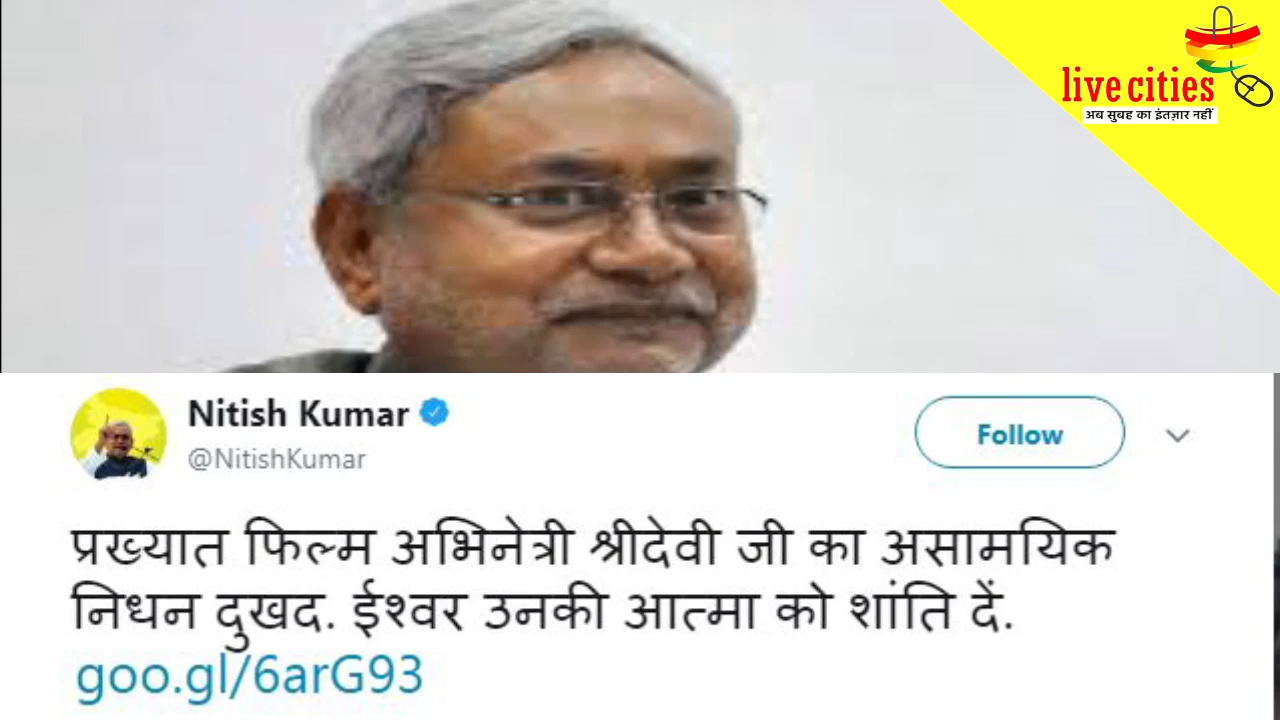 live cities
अब सुबह का इंतज़ार नहीं
Nitish Kumar
@NitishKumar
Follow
प्रख्यात फिल्म अभिनेत्री श्रीदेवी जी का असामयिक
निधन दुखद. ईश्वर उनकी आत्मा को शांति दें.
goo.gl/6arG93